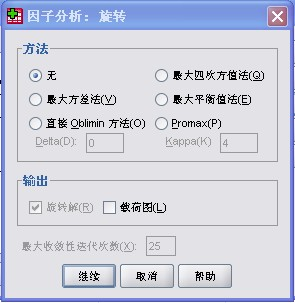 因子分析：旋转
方法
无 最大四次方值法(Q)
最大方差法(V) 最大平衡值法(E)
直接 Oblimin 方法(O) Promax(P)
Delta(D): 0 Kappa(K) 4
输出
旋转解(R) 载荷图(L)
最大收敛性迭代次数(X): 25
继续 取消 帮助